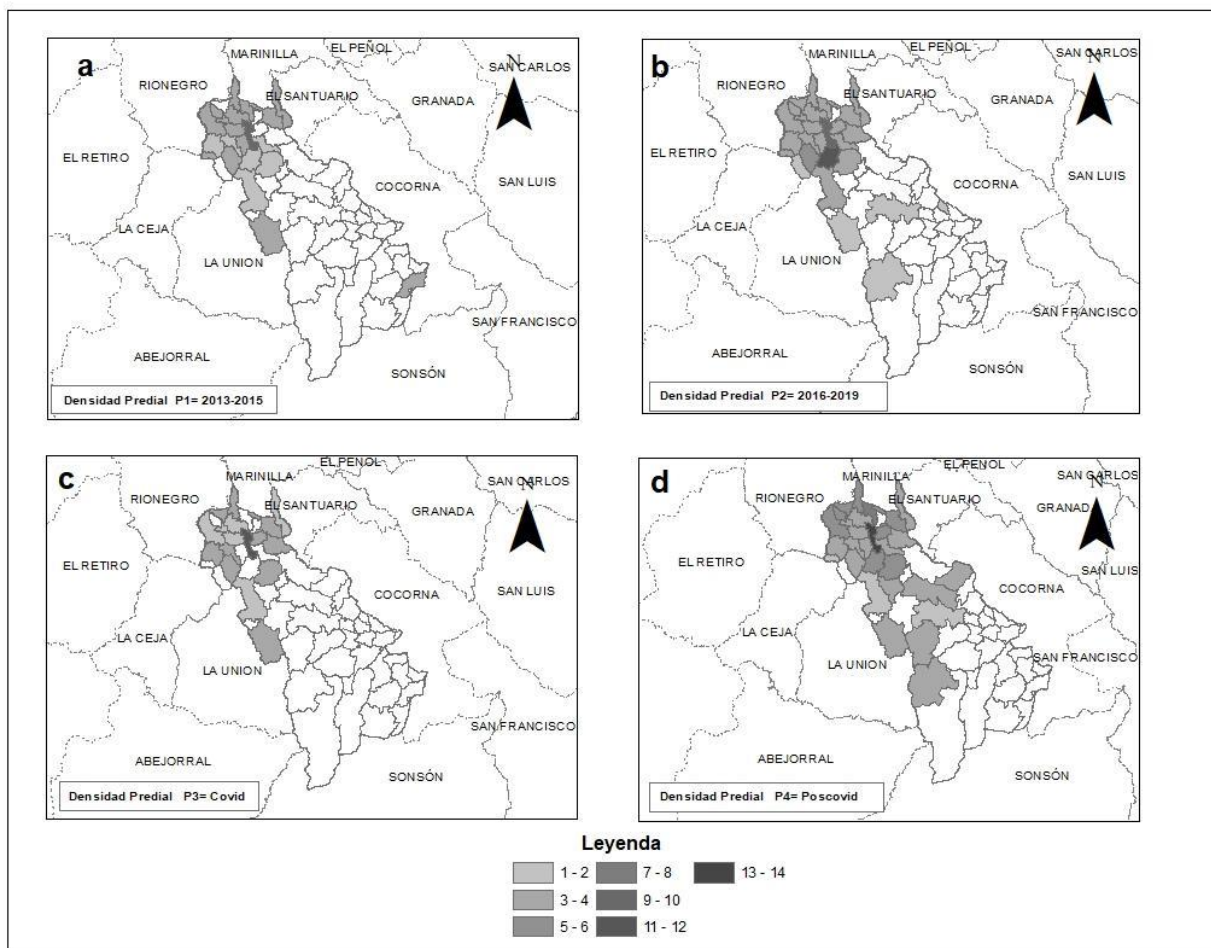 a
MARINILLA
EL PEÑOL
SAN CARLOS
N
RIONEGRO
EL SANTUARIO
GRANADA
EL RETIRO
COCORNA
SAN LUIS
LA CEJA
LA UNION
SAN FRANCISCO
ABEJORRAL
SONSÓN
Densidad Predial P1= 2013-2015
b
MARINILLA
EL PEÑOL
SAN CARLOS
N
RIONEGRO
EL SANTUARIO
GRANADA
EL RETIRO
COCORNA
SAN LUIS
LA CEJA
LA UNION
SAN FRANCISCO
ABEJORRAL
SONSÓN
Densidad Predial P2= 2016-2019
c
MARINILLA
EL PEÑOL
SAN CARLOS
N
RIONEGRO
EL SANTUARIO
GRANADA
EL RETIRO
COCORNA
SAN LUIS
LA CEJA
LA UNION
SAN FRANCISCO
ABEJORRAL
SONSÓN
Densidad Predial P3= Covid
d
MARINILLA
EL PEÑOL
SAN CARLOS
N
RIONEGRO
EL SANTUARIO
GRANADA
EL RETIRO
COCORNA
SAN LUIS
LA CEJA
LA UNION
SAN FRANCISCO
ABEJORRAL
SONSÓN
Densidad Predial P4= Poscovid
Leyenda
1 - 2 7 - 8 13 - 14
3 - 4 9 - 10
5 - 6 11 - 12